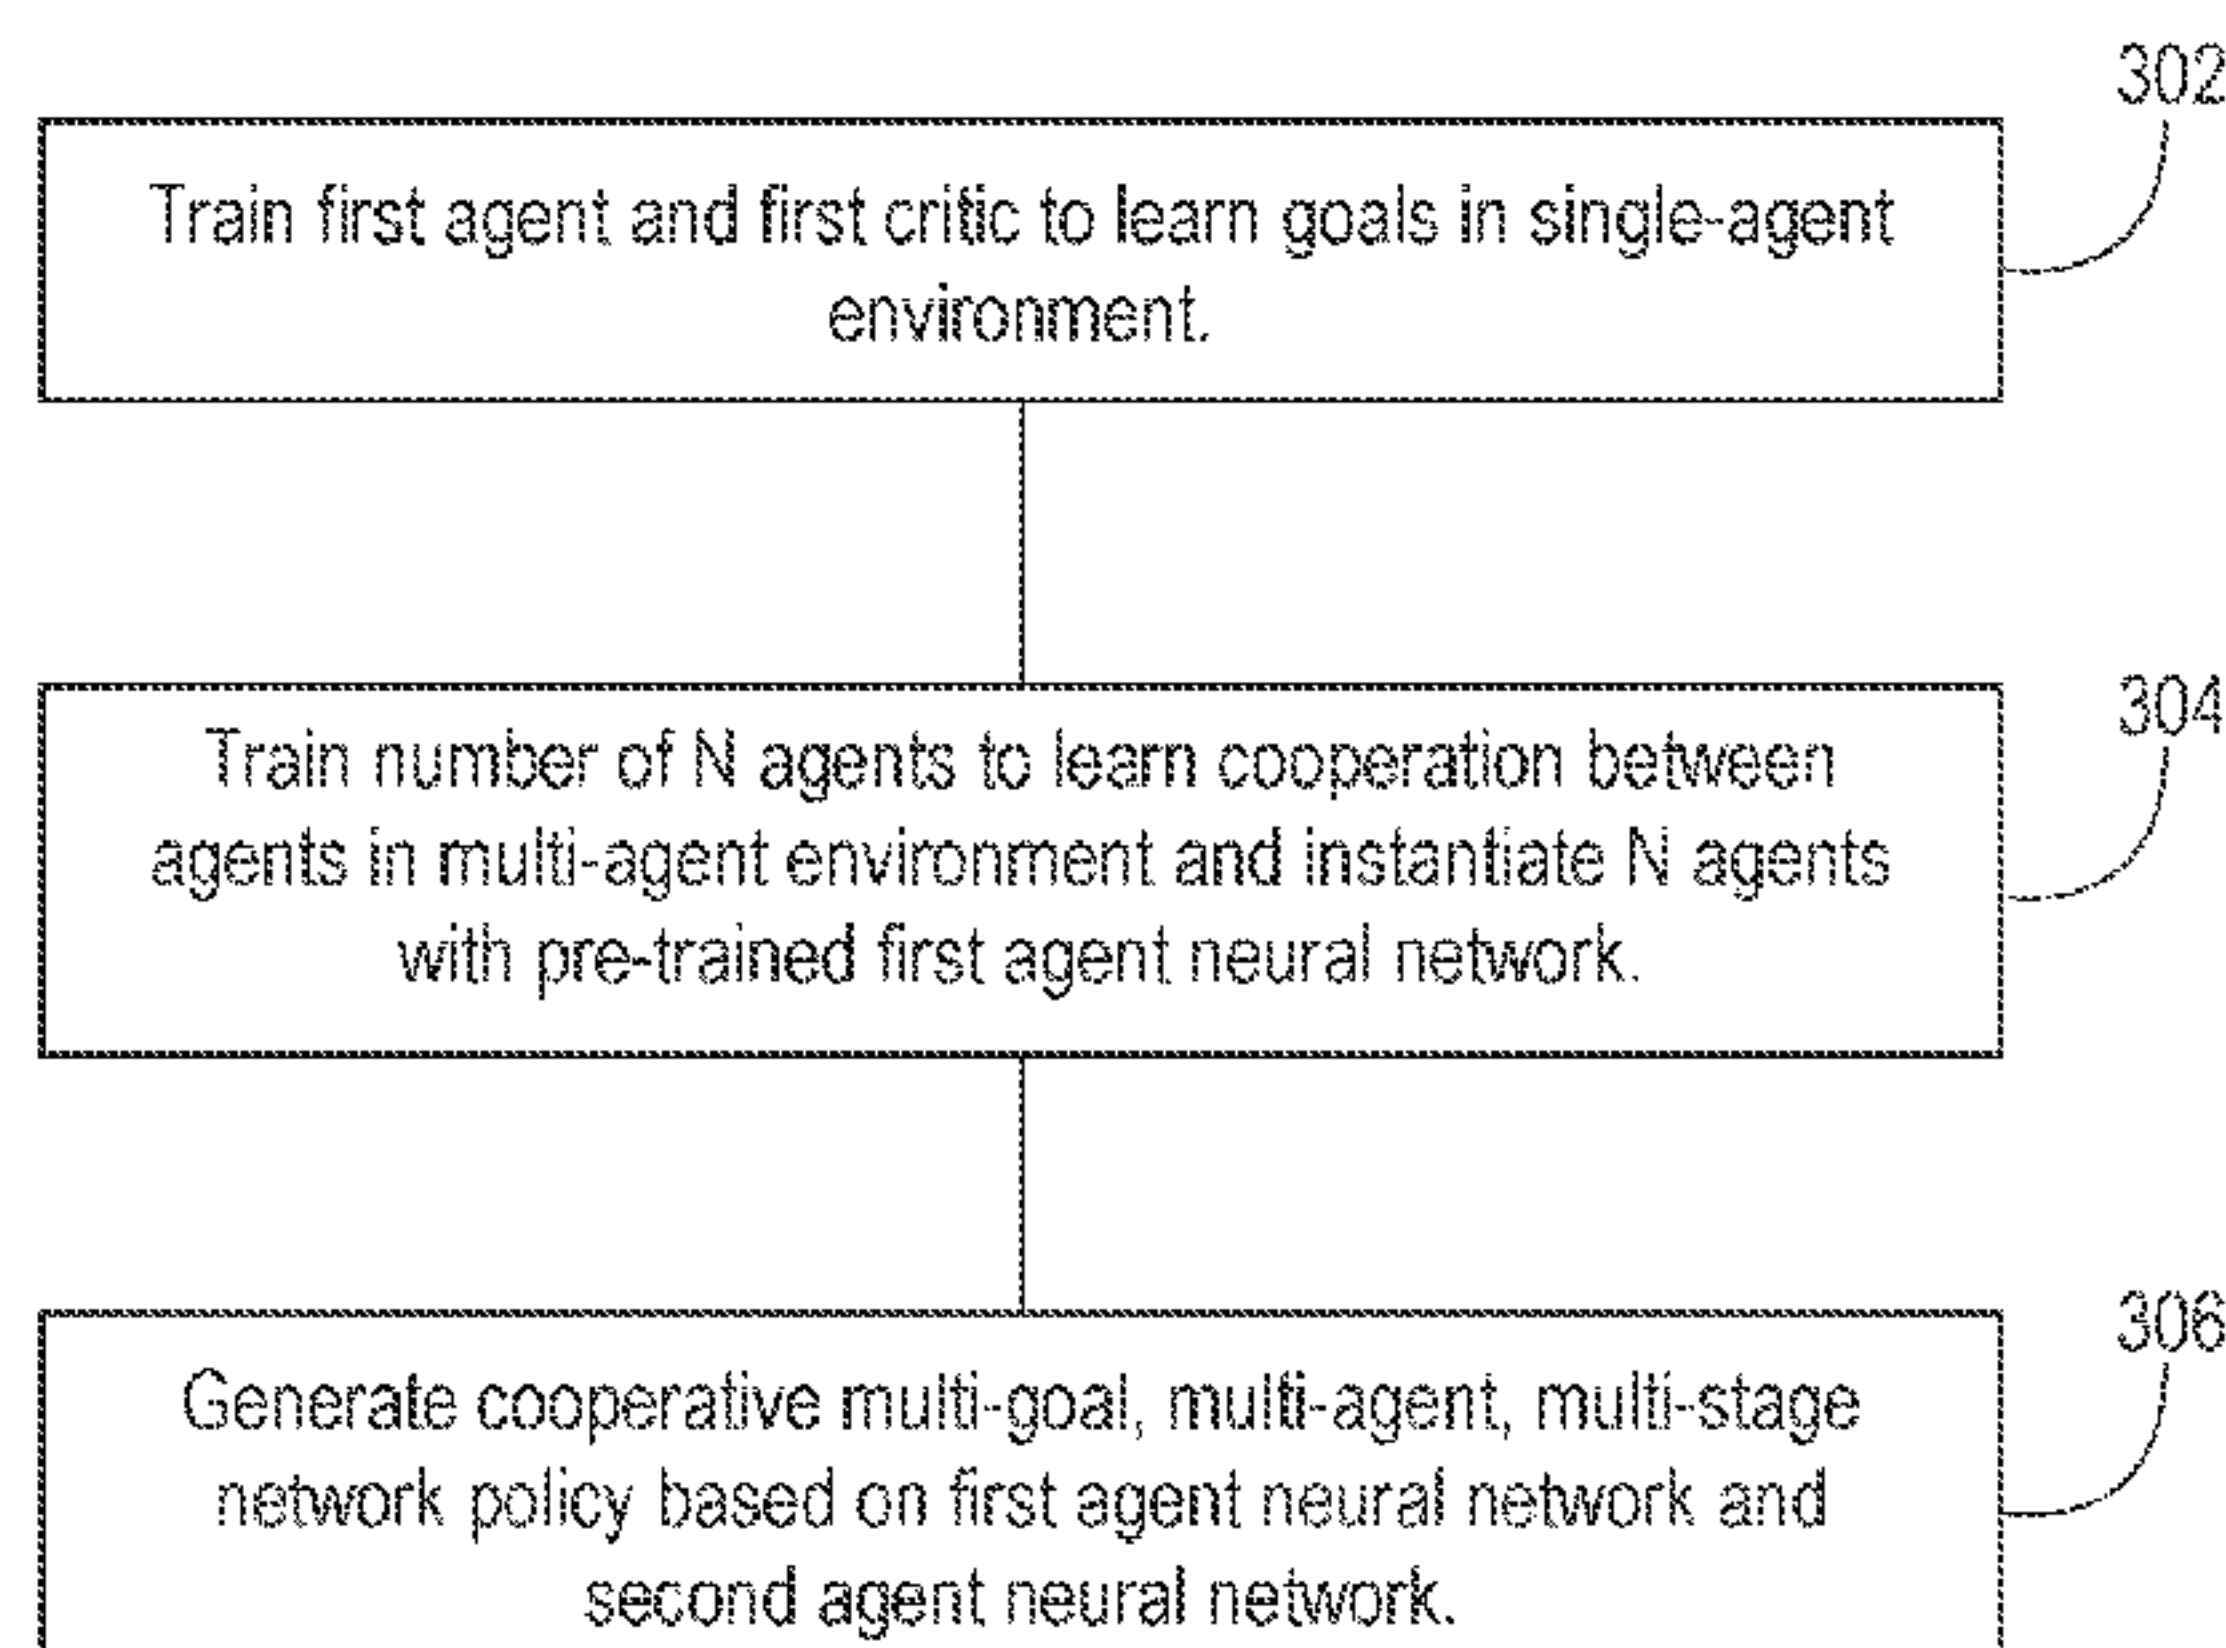 302
Train first agent and first critic to learn goals in single-agent
environment.
304
Train number of N agents to learn cooperation between
agents in multi-agent environment and instantiate N agents
with pre-trained first agent neural network.
306
Generate cooperative multi-goal, multi-agent, multi-stage
network policy based on first agent neural network and
second agent neural network.